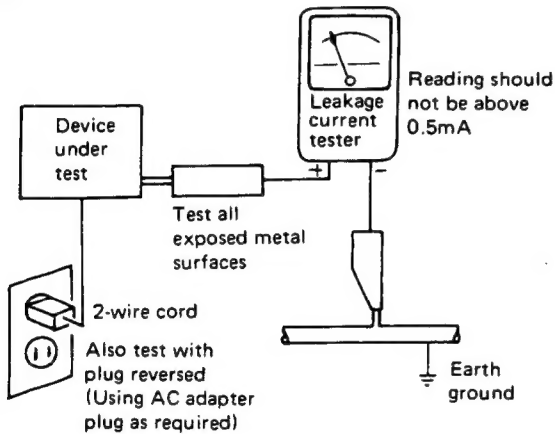 Device
under
test
Leakage
current
tester
+
-
Reading should
not be above
0.5mA
Test all
exposed metal
surfaces
2-wire cord
Also test with
plug reversed
(Using AC adapter
plug as required)
Earth
ground